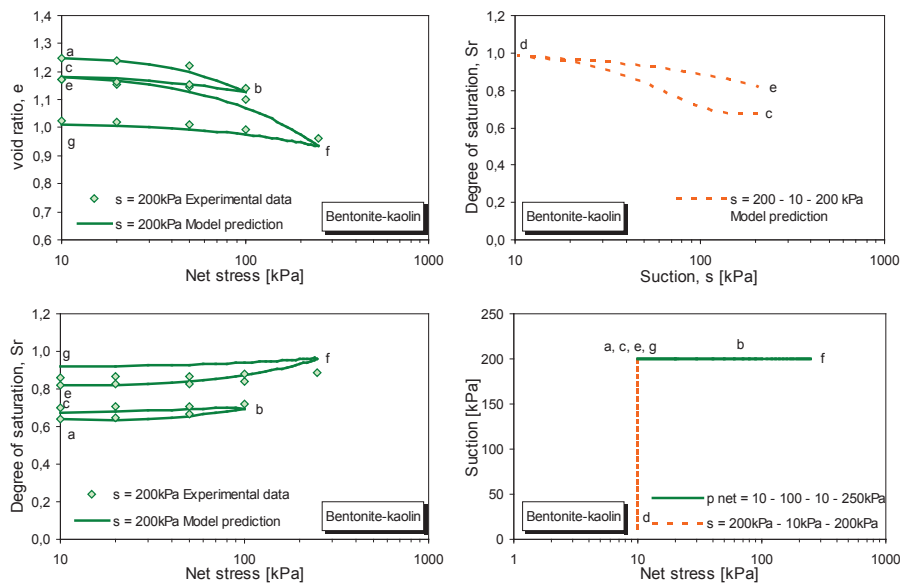 1,4
1,3
1,2
1,1
1,0
0,9
0,8
0,7
0,6
void ratio, e
a
c
e
g
b
f
s = 200kPa Experimental data
s = 200kPa Model prediction
Bentonite-kaolin
10
100
1000
Net stress [kPa]
1,2
1,0
0,8
0,6
0,4
0,2
0,0
Degree of saturation, Sr
d
e
c
s = 200 - 10 - 200 kPa
Model prediction
Bentonite-kaolin
10
100
1000
Suction, s [kPa]
1,2
1,0
0,8
0,6
0,4
0,2
0,0
Degree of saturation, Sr
g
e
c
a
b
f
s = 200kPa Experimental data
s = 200kPa Model prediction
Bentonite-kaolin
10
100
1000
Net stress [kPa]
250
200
150
100
50
0
Suction [kPa]
a, c, e, g
b
f
d
p net = 10 - 100 - 10 - 250kPa
s = 200kPa - 10kPa - 200kPa
Bentonite-kaolin
1
10
100
1000
Net stress [kPa]